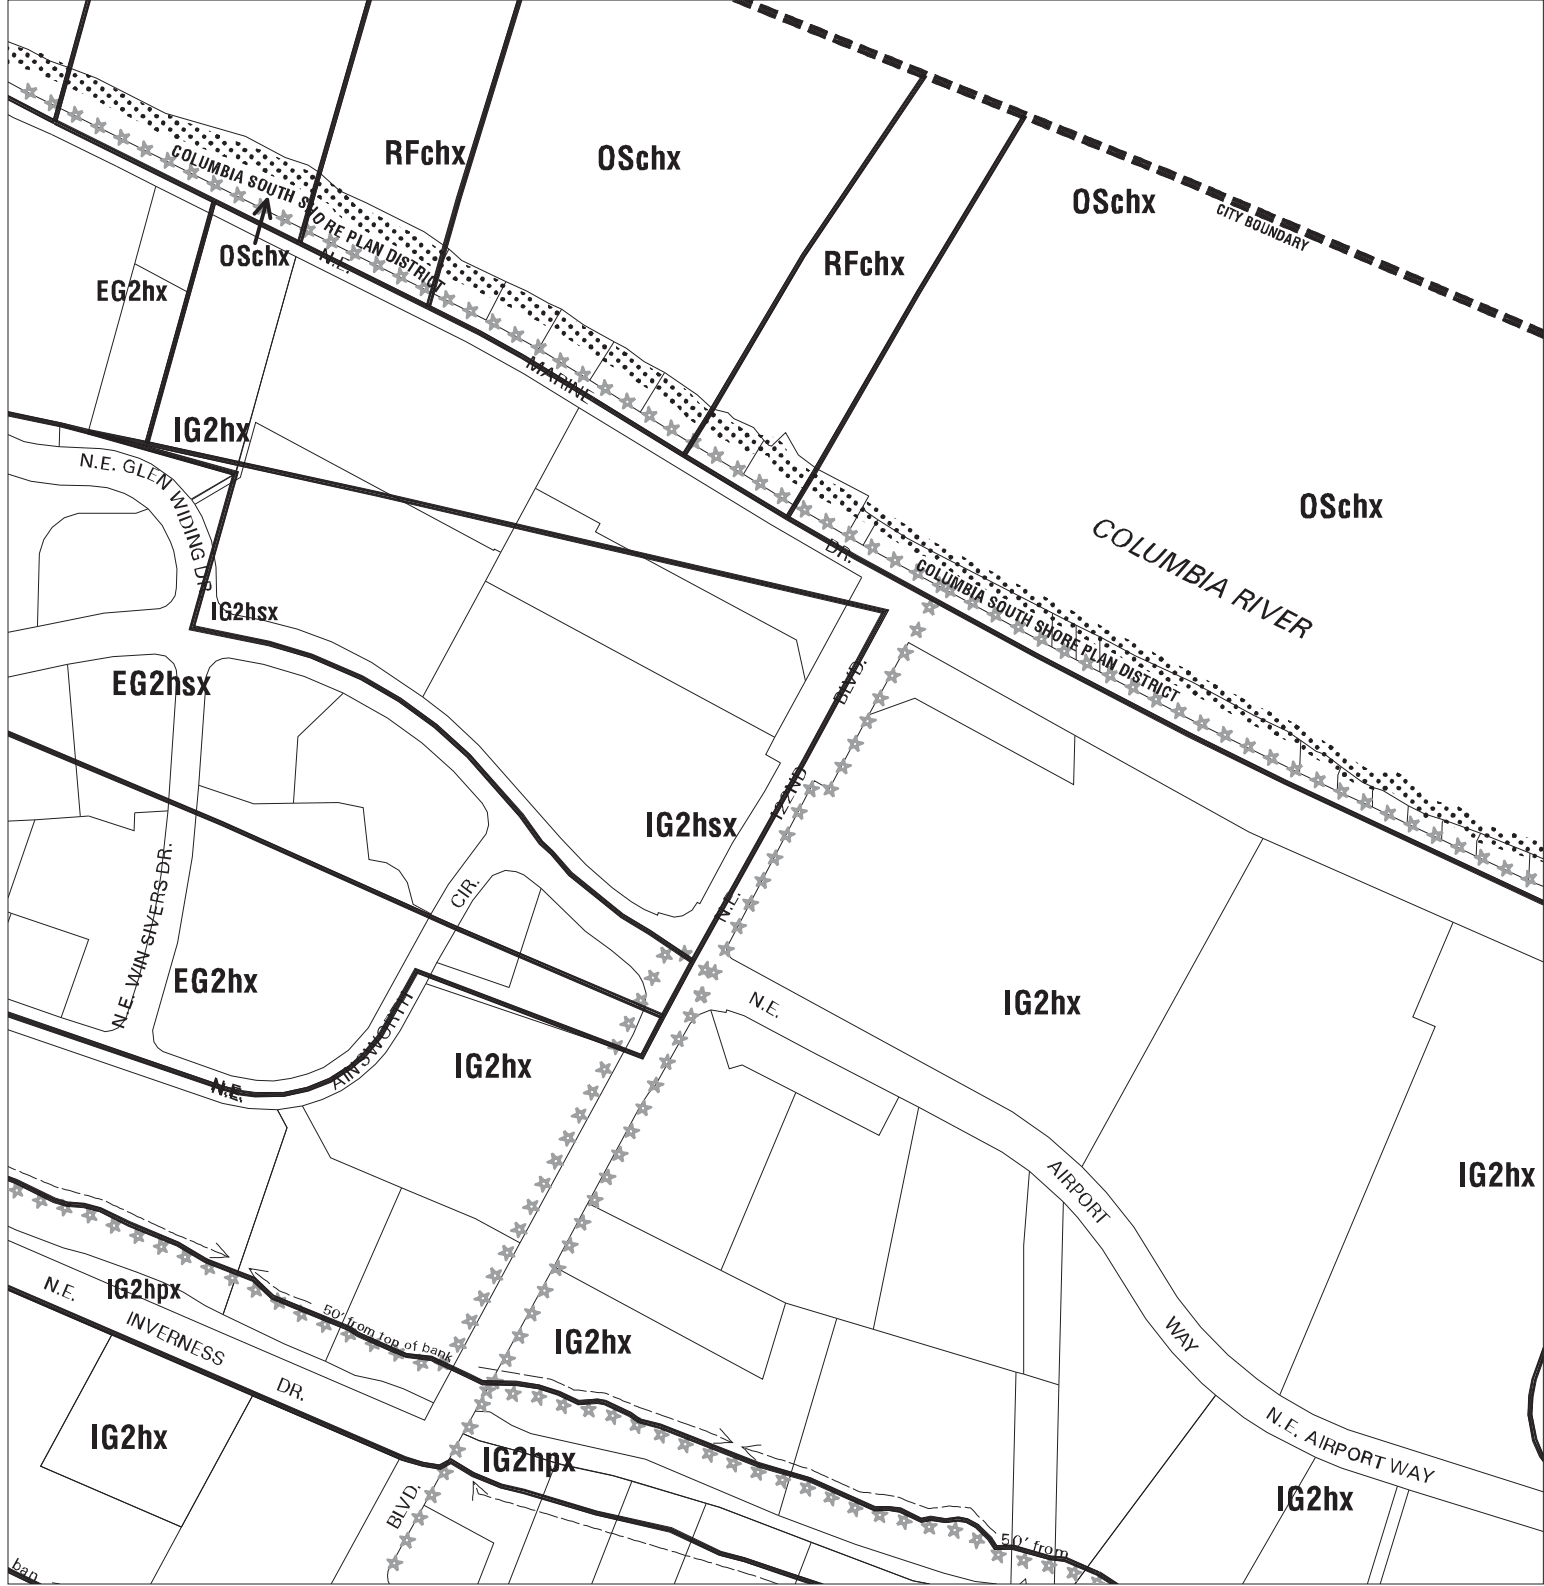 RFchx
OSchx
OSchx
CITY BOUNDARY
COLUMBIA SOUTH SHORE PLAN DISTRICT
OSchx
N.E.
RFchx
EG2hx
MARINE
IG2hx
N.E. GLEN WIDING DR.
OSchx
DR.
COLUMBIA RIVER
COLUMBIA SOUTH SHORE PLAN DISTRICT
IG2hsx
EG2hsx
BLVD.
122ND
N.E.
IG2hsx
N.E. WIN SIVERS DR.
CIR.
EG2hx
N.E.
IG2hx
AINSWORTH
IG2hx
N.E.
AIRPORT
IG2hx
WAY
IG2hpx
N.E.
INVERNESS
DR.
50' from top of bank
IG2hx
IG2hx
IG2hpx
N.E. AIRPORT WAY
IG2hx
BLVD.
50' from
ban